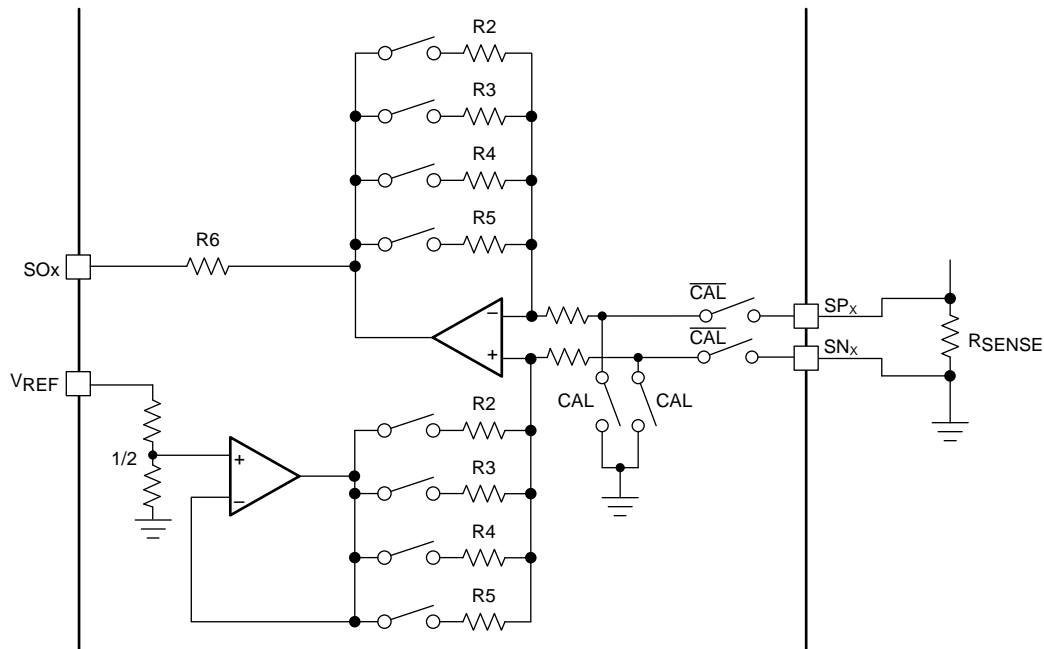 R2
R3
R4
R5
R6
SOx
−
+
CAL
SPX
CAL
SNX
RSENSE
VREF
CAL
CAL
1/2
+
−
R2
R3
R4
R5